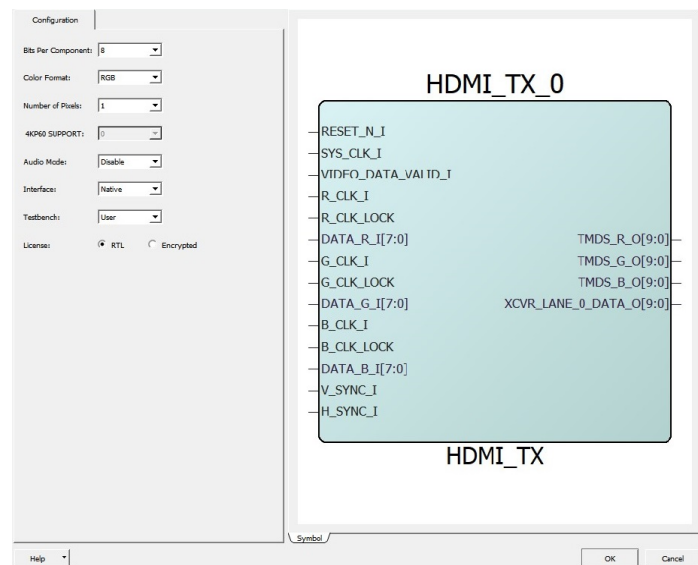 Configuration
Bits Per Component: 8
Color Format: RGB
Number of Pixels: 1
4KP60 SUPPORT: 0
Audio Mode: Disable
Interface: Native
Testbench: User
License: RTL Encrypted
HDMI_TX_0
RESET_N_I
SYS_CLK_I
VIDEO_DATA_VALID_I
R_CLK_I
R_CLK_LOCK
DATA_R_I[7:0] TMDS_R_O[9:0]
G_CLK_I TMDS_G_O[9:0]
G_CLK_LOCK TMDS_B_O[9:0]
DATA_G_I[7:0] XCVR_LANE_0_DATA_O[9:0]
B_CLK_I
B_CLK_LOCK
DATA_B_I[7:0]
V_SYNC_I
H_SYNC_I
HDMI_TX
Symbol
Help OK Cancel